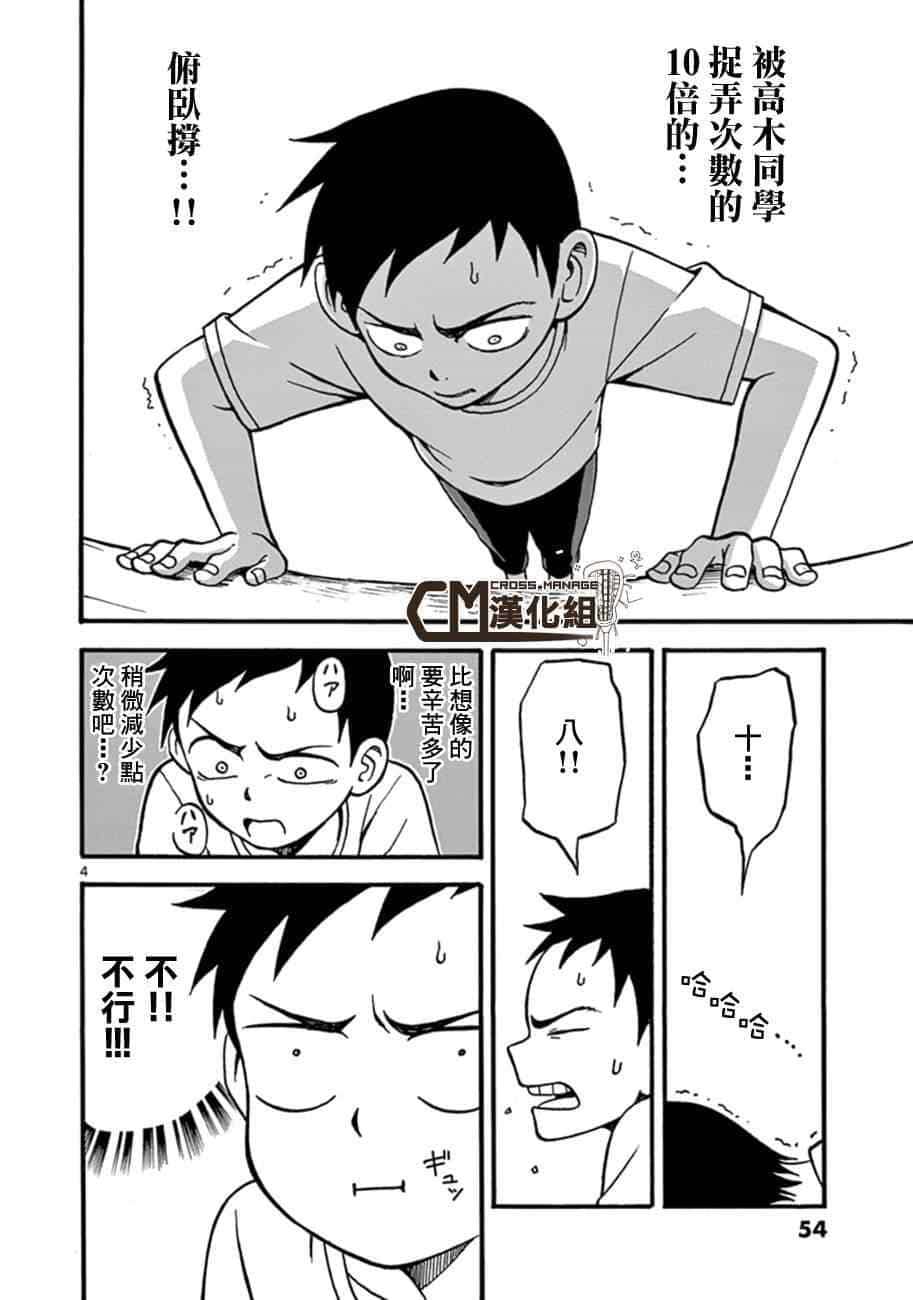 被高木同學
捉弄次數的
10倍的…
俯臥撐…!!
CROSS MANAGE
CM漢化組
十…
哈哈哈…
八!!
比想像的
要辛苦多了
啊…
稍微減少點
次數吧…?
ハァ
ハァ
4
不!!
不行!!!
ギュッ
54